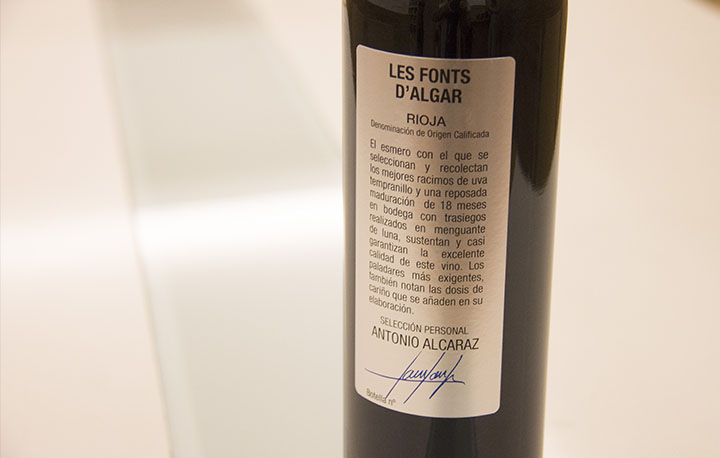 LES FONTS
D'ALGAR
RIOJA
Denominación de Origen Calificada
El esmero con el que se
seleccionan y recolectan
los mejores racimos de uva
tempranillo y una reposada
maduración de 18 meses
en bodega con trasiegos
realizados en menguante
de luna, sustentan y casi
garantizan la excelente
calidad de este vino. Los
paladares más exigentes,
también notan las dosis de
cariño que se añaden en su
elaboración.
SELECCIÓN PERSONAL
ANTONIO ALCARAZ
Botella nº